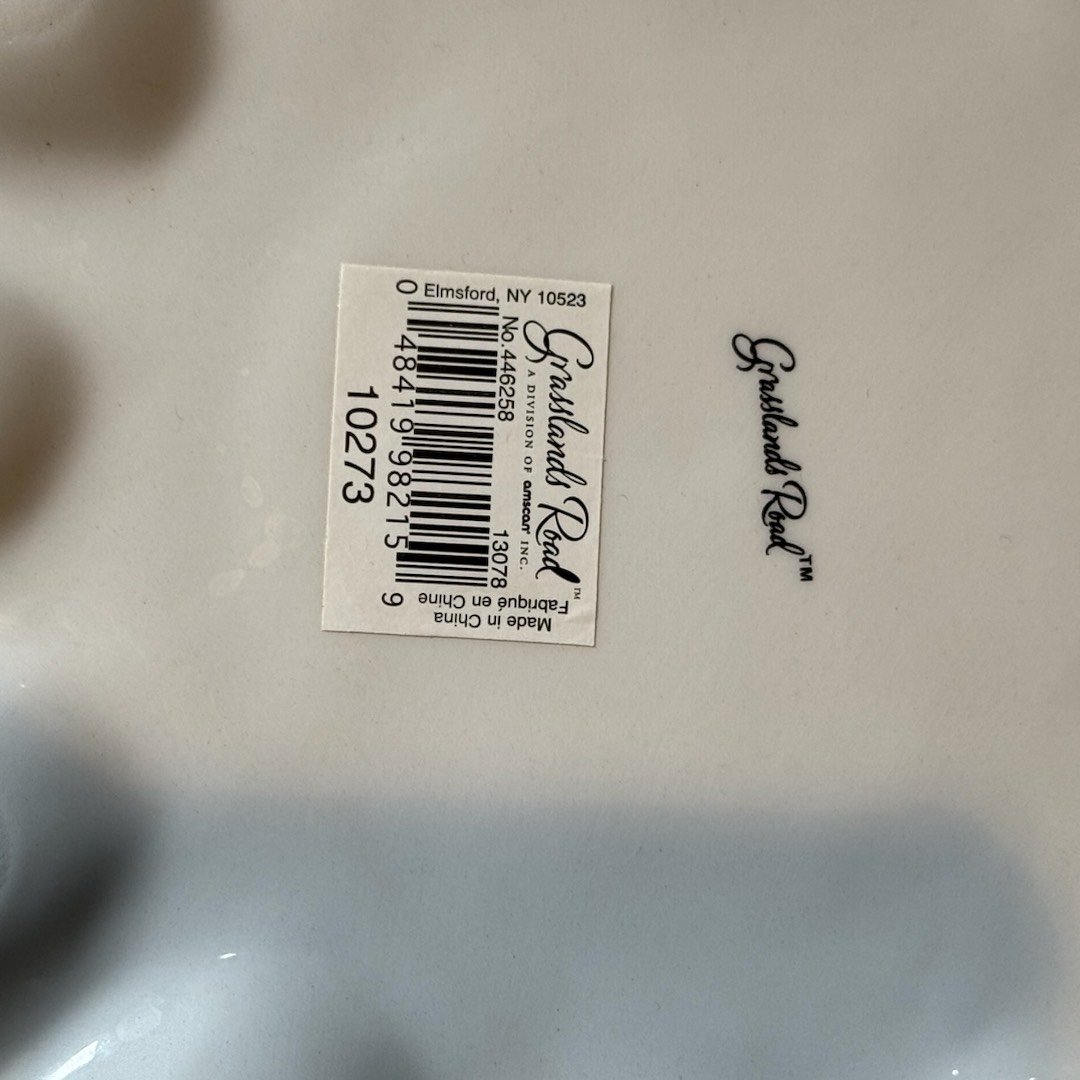 Grasslands Road™
Grasslands Road™
A DIVISION OF amscan INC.
No.446258 13078
0 48419 98215 9
10273
Elmsford, NY 10523
Made in China
Fabriqué en Chine